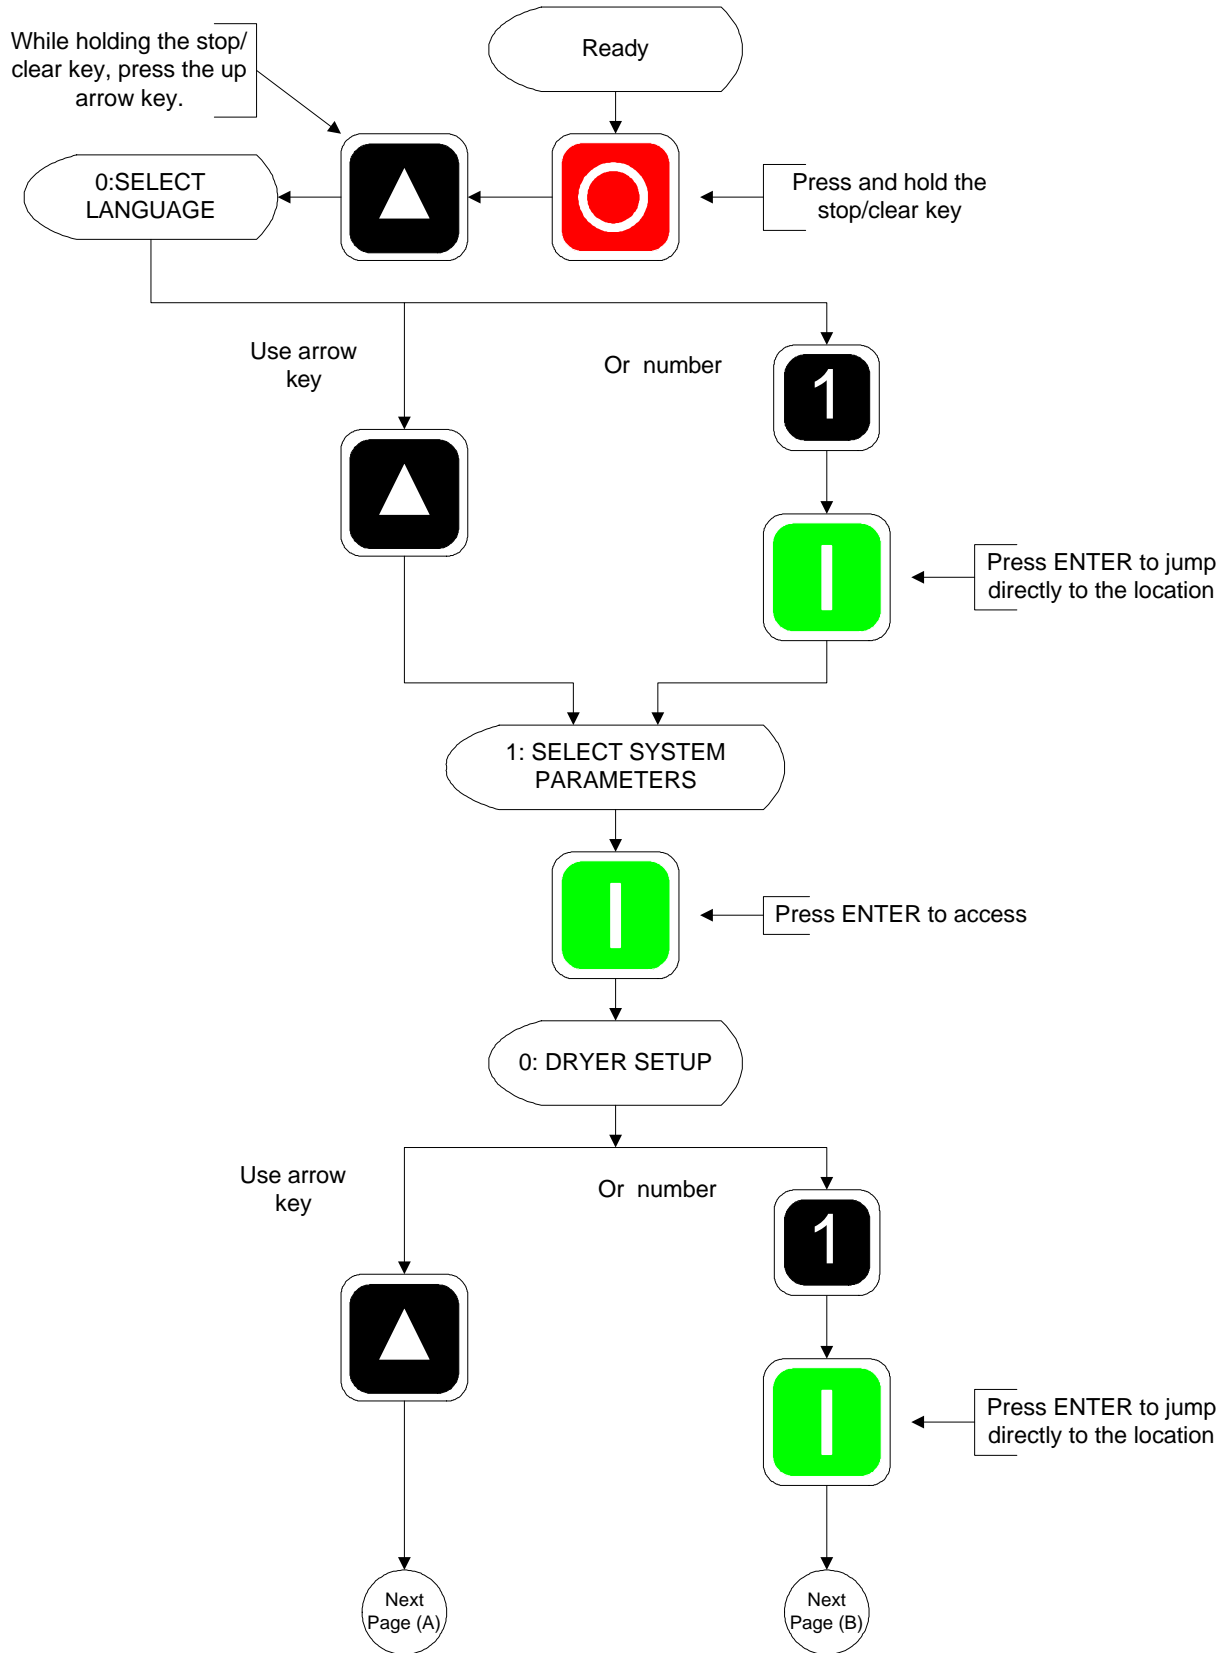 While holding the stop/
clear key, press the up
arrow key.
Ready
0:SELECT
LANGUAGE
Press and hold the
stop/clear key
Use arrow
key
Or number
1
Press ENTER to jump
directly to the location
1: SELECT SYSTEM
PARAMETERS
Press ENTER to access
0: DRYER SETUP
Use arrow
key
Or number
1
Press ENTER to jump
directly to the location
Next
Page (A)
Next
Page (B)